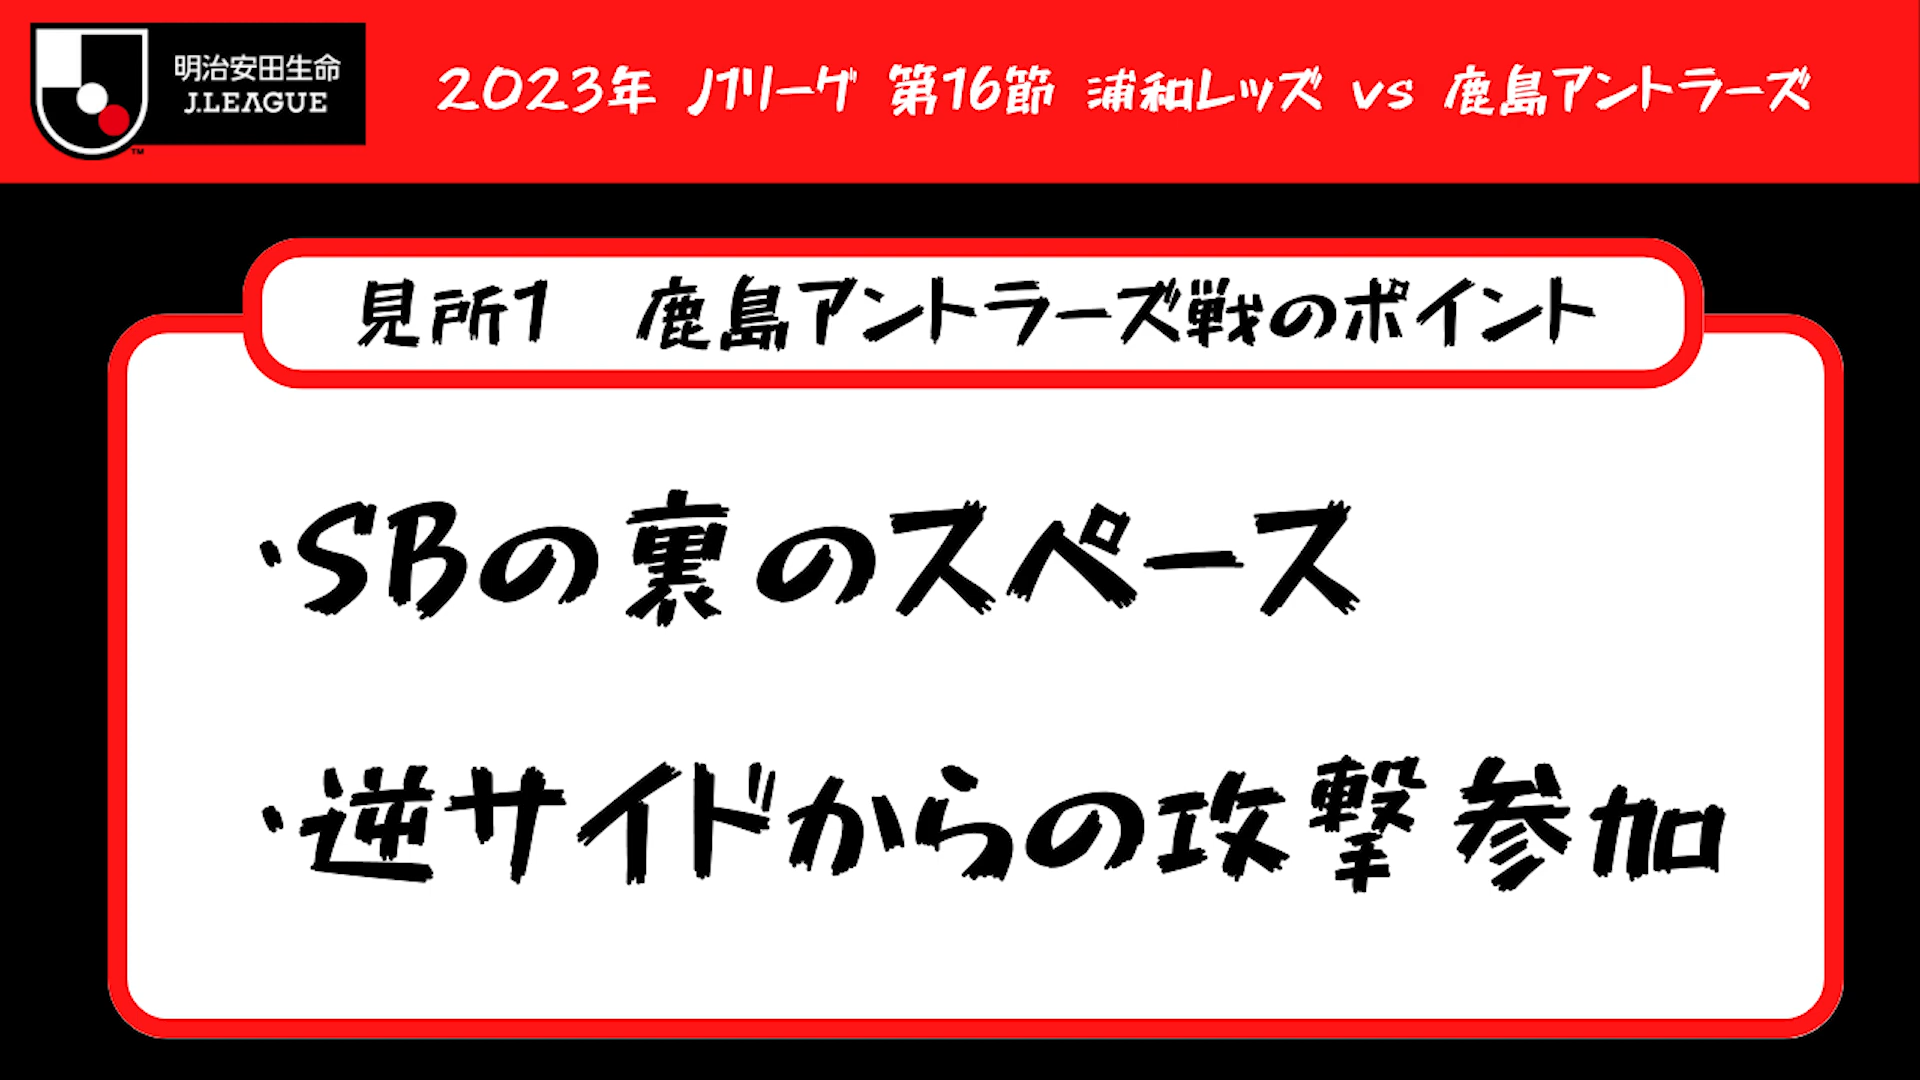 明治安田生命
J.LEAGUE
TM
2023年 J1リーグ 第16節 浦和レッズ vs 鹿島アントラーズ
見所1　鹿島アントラーズ戦のポイント
・SBの裏のスペース
・逆サイドからの攻撃参加